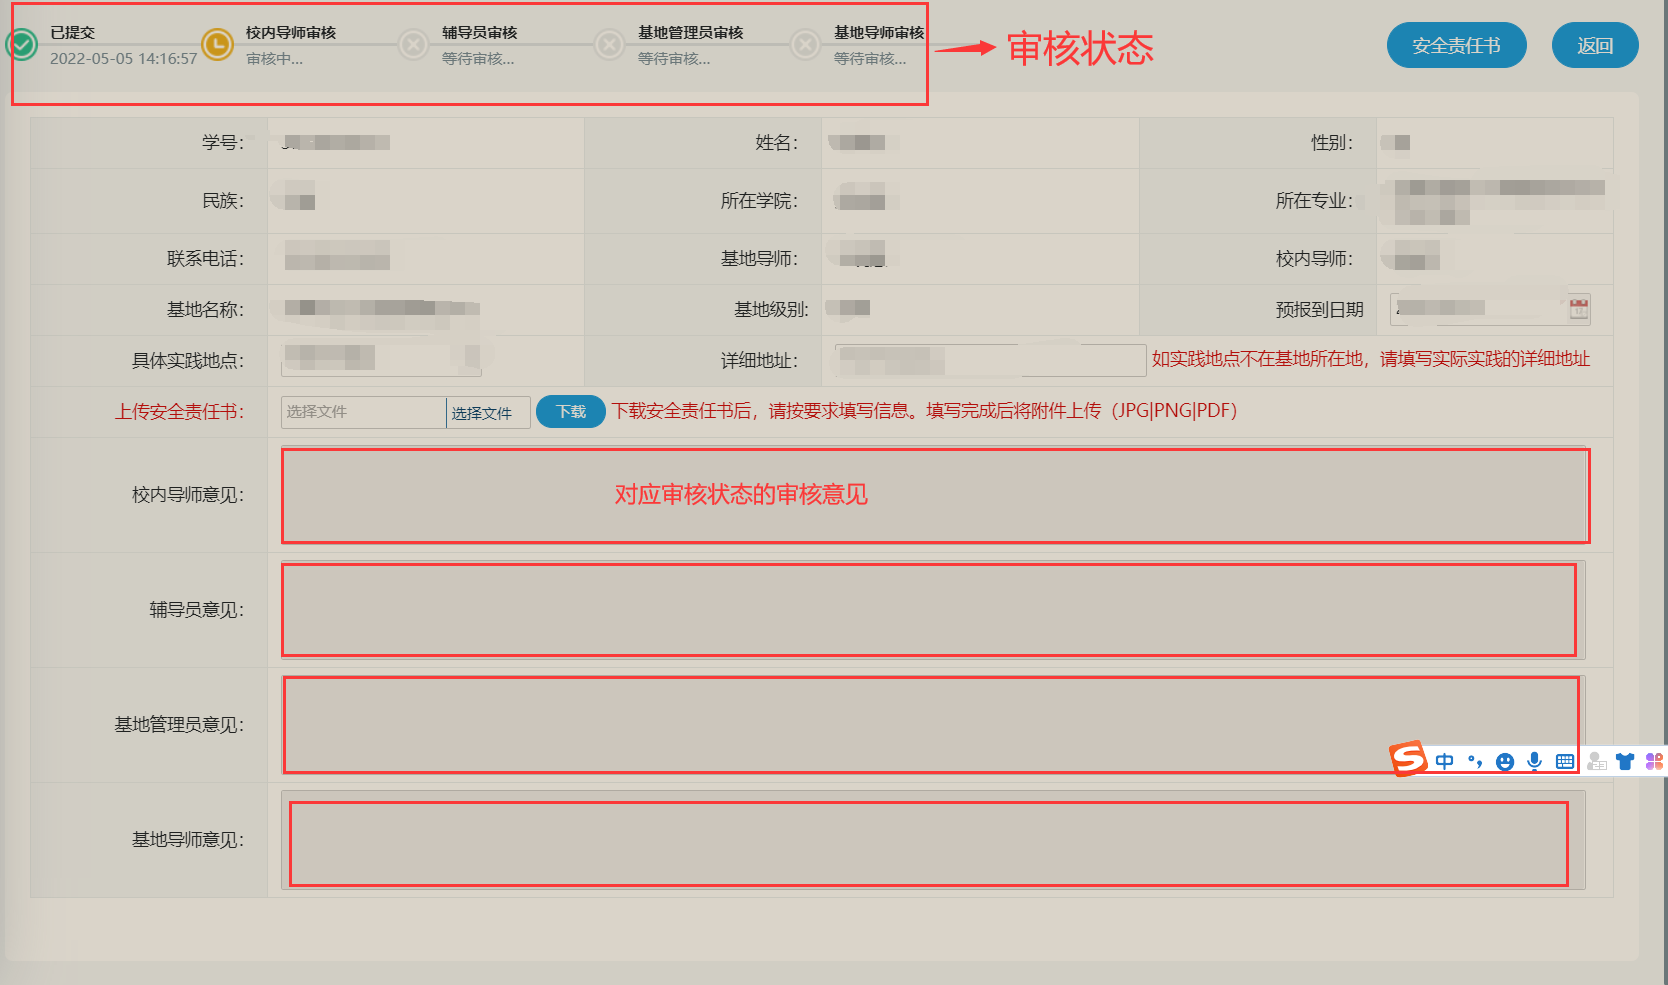 已提交
2022-05-05 14:16:57
校内导师审核
审核中...
辅导员审核
等待审核...
基地管理员审核
等待审核...
基地导师审核
等待审核...
审核状态
安全责任书
返回
学号：
姓名：
性别：
民族：
所在学院：
所在专业：
联系电话：
基地导师：
校内导师：
基地名称：
基地级别:
预报到日期
具体实践地点：
详细地址：
如实践地点不在基地所在地，请填写实际实践的详细地址
上传安全责任书：
选择文件
选择文件
下载
下载安全责任书后，请按要求填写信息。填写完成后将附件上传（JPG|PNG|PDF）
校内导师意见：
对应审核状态的审核意见
辅导员意见：
基地管理员意见：
S中
基地导师意见：